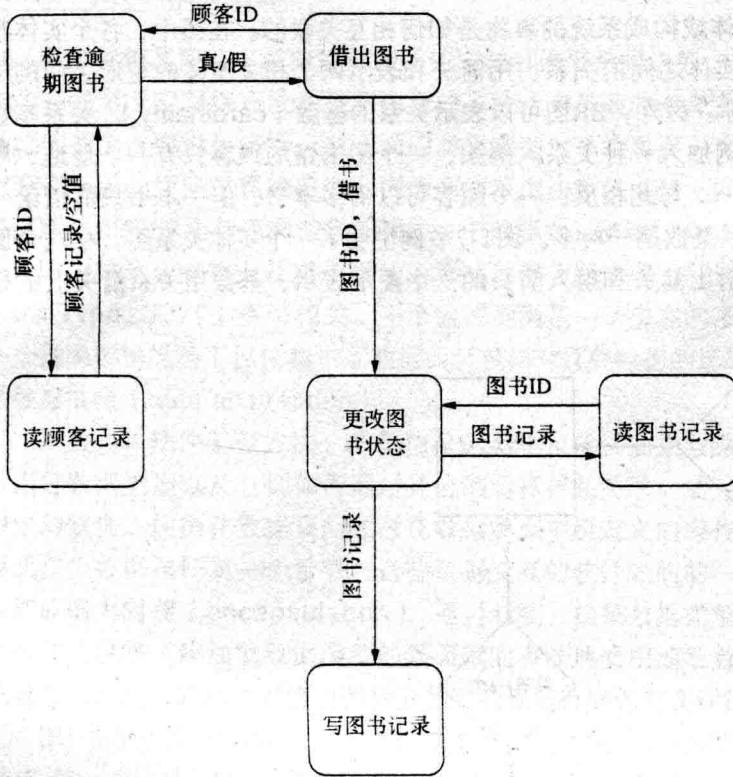 顾客ID
检查逾
期图书
真/假
借出图书
顾客ID
顾客记录/空值
图书ID，借书
读顾客记录
更改图
书状态
图书ID
图书记录
读图书记录
图书记录
写图书记录